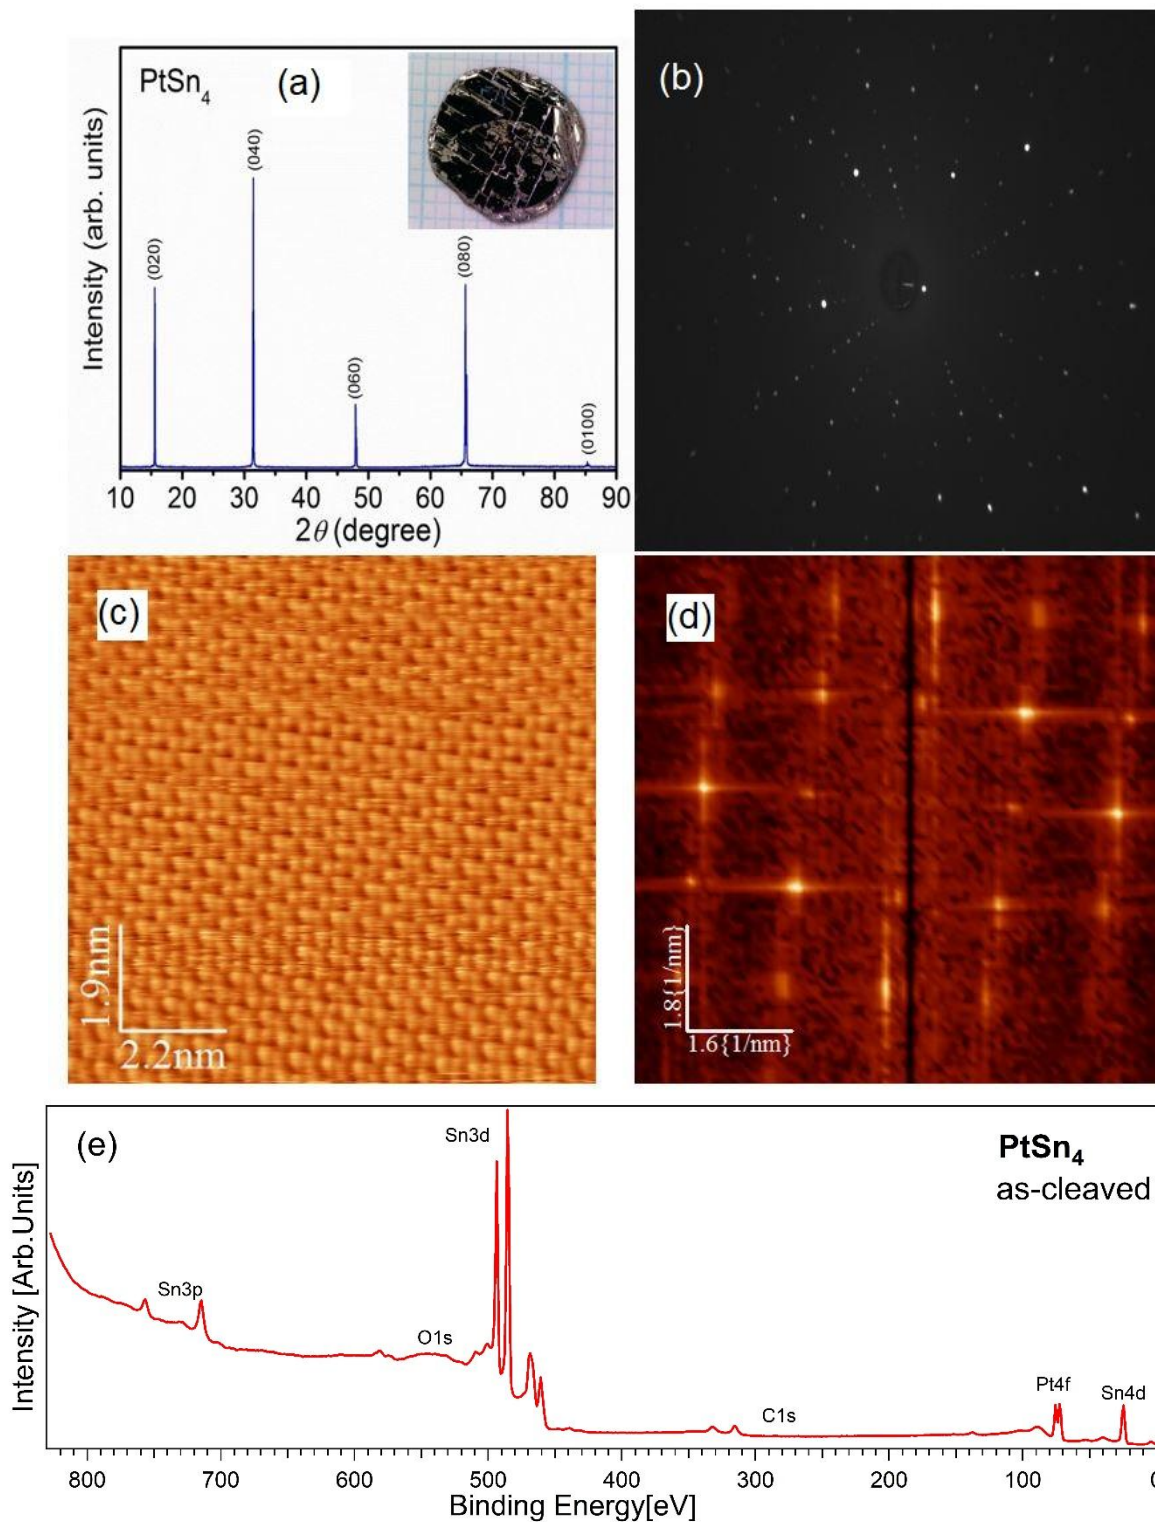 PtSn4
(a)
(020)
(040)
(060)
(080)
(0100)
Intensity (arb. units)
10 20 30 40 50 60 70 80 90
2θ (degree)
(b)
(c)
1.9nm
2.2nm
(d)
1.8{1/nm}
1.6{1/nm}
(e)
PtSn4
as-cleaved
Sn3p
O1s
Sn3d
C1s
Pt4f
Sn4d
Intensity [Arb.Units]
800 700 600 500 400 300 200 100 0
Binding Energy[eV]